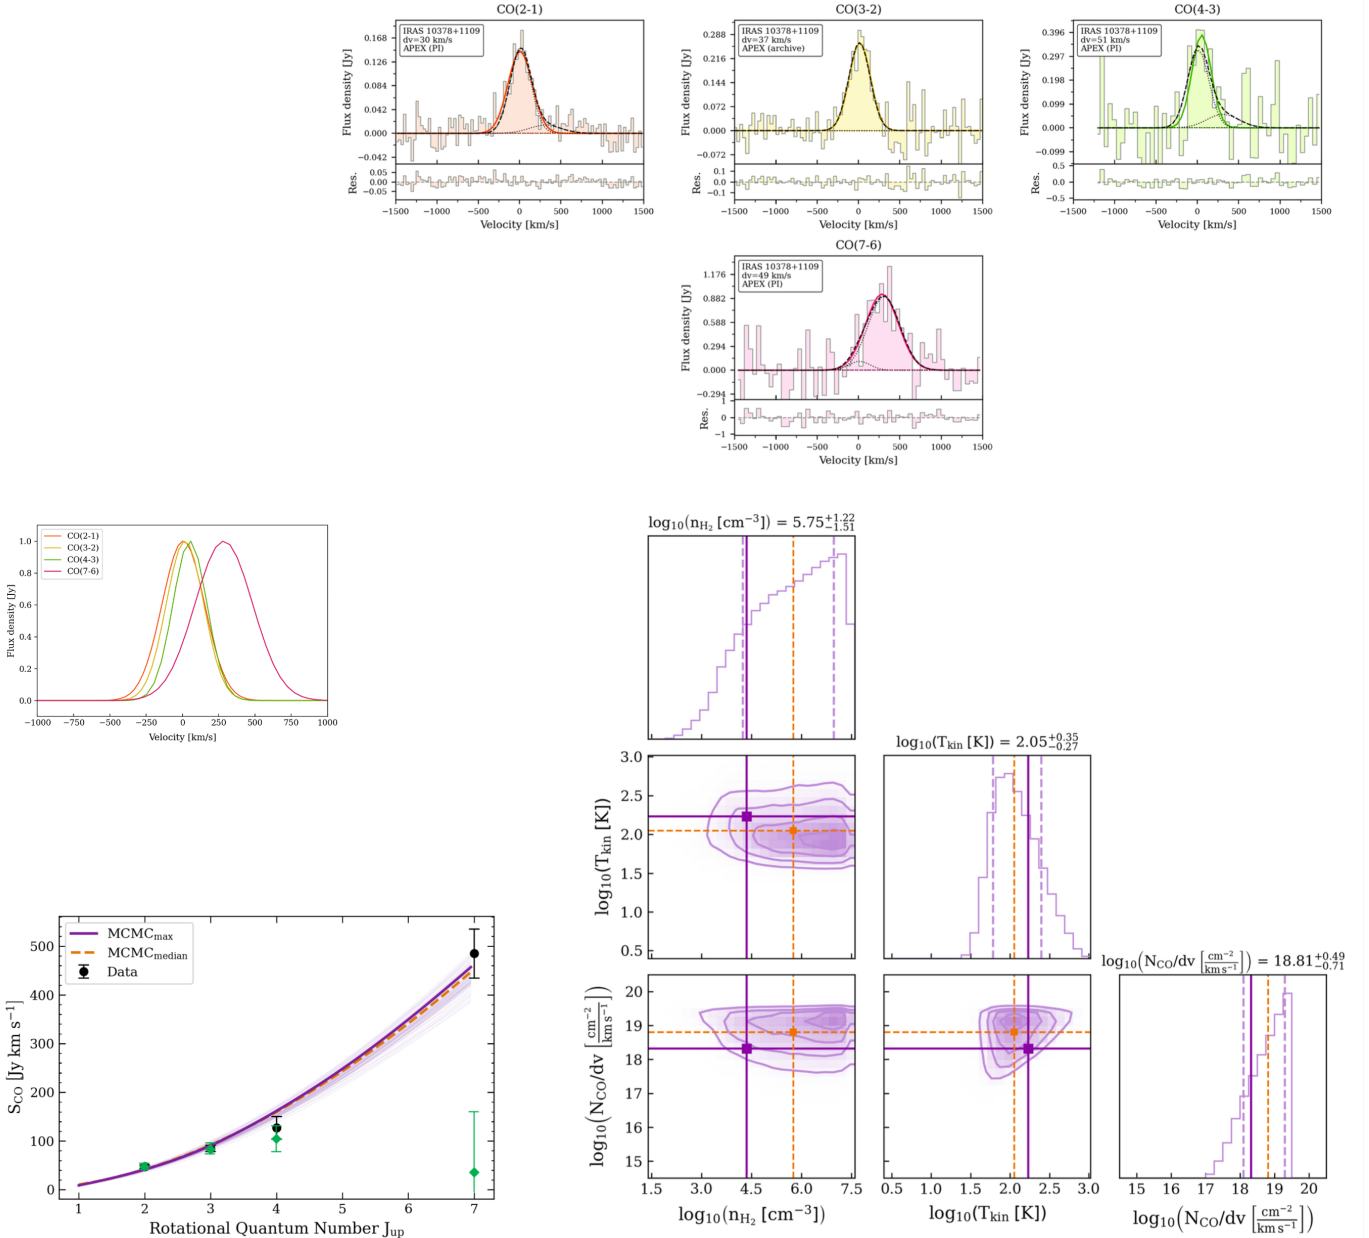 CO(2-1)
IRAS 10378+1109
dv=30 km/s
APEX (PI)
Flux density [Jy]
0.168
0.126
0.084
0.042
0.000
−0.042
Res.
0.05
0.00
−0.05
−1500 −1000 −500 0 500 1000 1500
Velocity [km/s]
CO(3-2)
IRAS 10378+1109
dv=37 km/s
APEX (archive)
Flux density [Jy]
0.288
0.216
0.144
0.072
0.000
−0.072
Res.
0.1
0.0
−0.1
−1500 −1000 −500 0 500 1000 1500
Velocity [km/s]
CO(4-3)
IRAS 10378+1109
dv=51 km/s
APEX (PI)
Flux density [Jy]
0.396
0.297
0.198
0.099
0.000
−0.099
Res.
0.5
0.0
−0.5
−1500 −1000 −500 0 500 1000 1500
Velocity [km/s]
CO(7-6)
IRAS 10378+1109
dv=49 km/s
APEX (PI)
Flux density [Jy]
1.176
0.882
0.588
0.294
0.000
−0.294
Res.
1
0
−1
−1500 −1000 −500 0 500 1000 1500
Velocity [km/s]
CO(2-1)
CO(3-2)
CO(4-3)
CO(7-6)
Flux density [Jy]
1.0
0.8
0.6
0.4
0.2
0.0
−1000 −750 −500 −250 0 250 500 750 1000
Velocity [km/s]
log₁₀(n_H₂ [cm⁻³]) = 5.75 +1.22 −1.51
log₁₀(T_kin [K]) = 2.05 +0.35 −0.27
log₁₀(N_CO/dv [cm⁻² / km s⁻¹]) = 18.81 +0.49 −0.71
log₁₀(T_kin [K])
3.0
2.5
2.0
1.5
1.0
0.5
log₁₀(N_CO/dv [cm⁻² / km s⁻¹])
20
19
18
17
16
15
1.5 3.0 4.5 6.0 7.5
log₁₀(n_H₂ [cm⁻³])
0.5 1.0 1.5 2.0 2.5 3.0
log₁₀(T_kin [K])
15 16 17 18 19 20
log₁₀(N_CO/dv [cm⁻² / km s⁻¹])
MCMC_max
MCMC_median
Data
S_CO [Jy km s⁻¹]
500
400
300
200
100
0
1 2 3 4 5 6 7
Rotational Quantum Number J_up